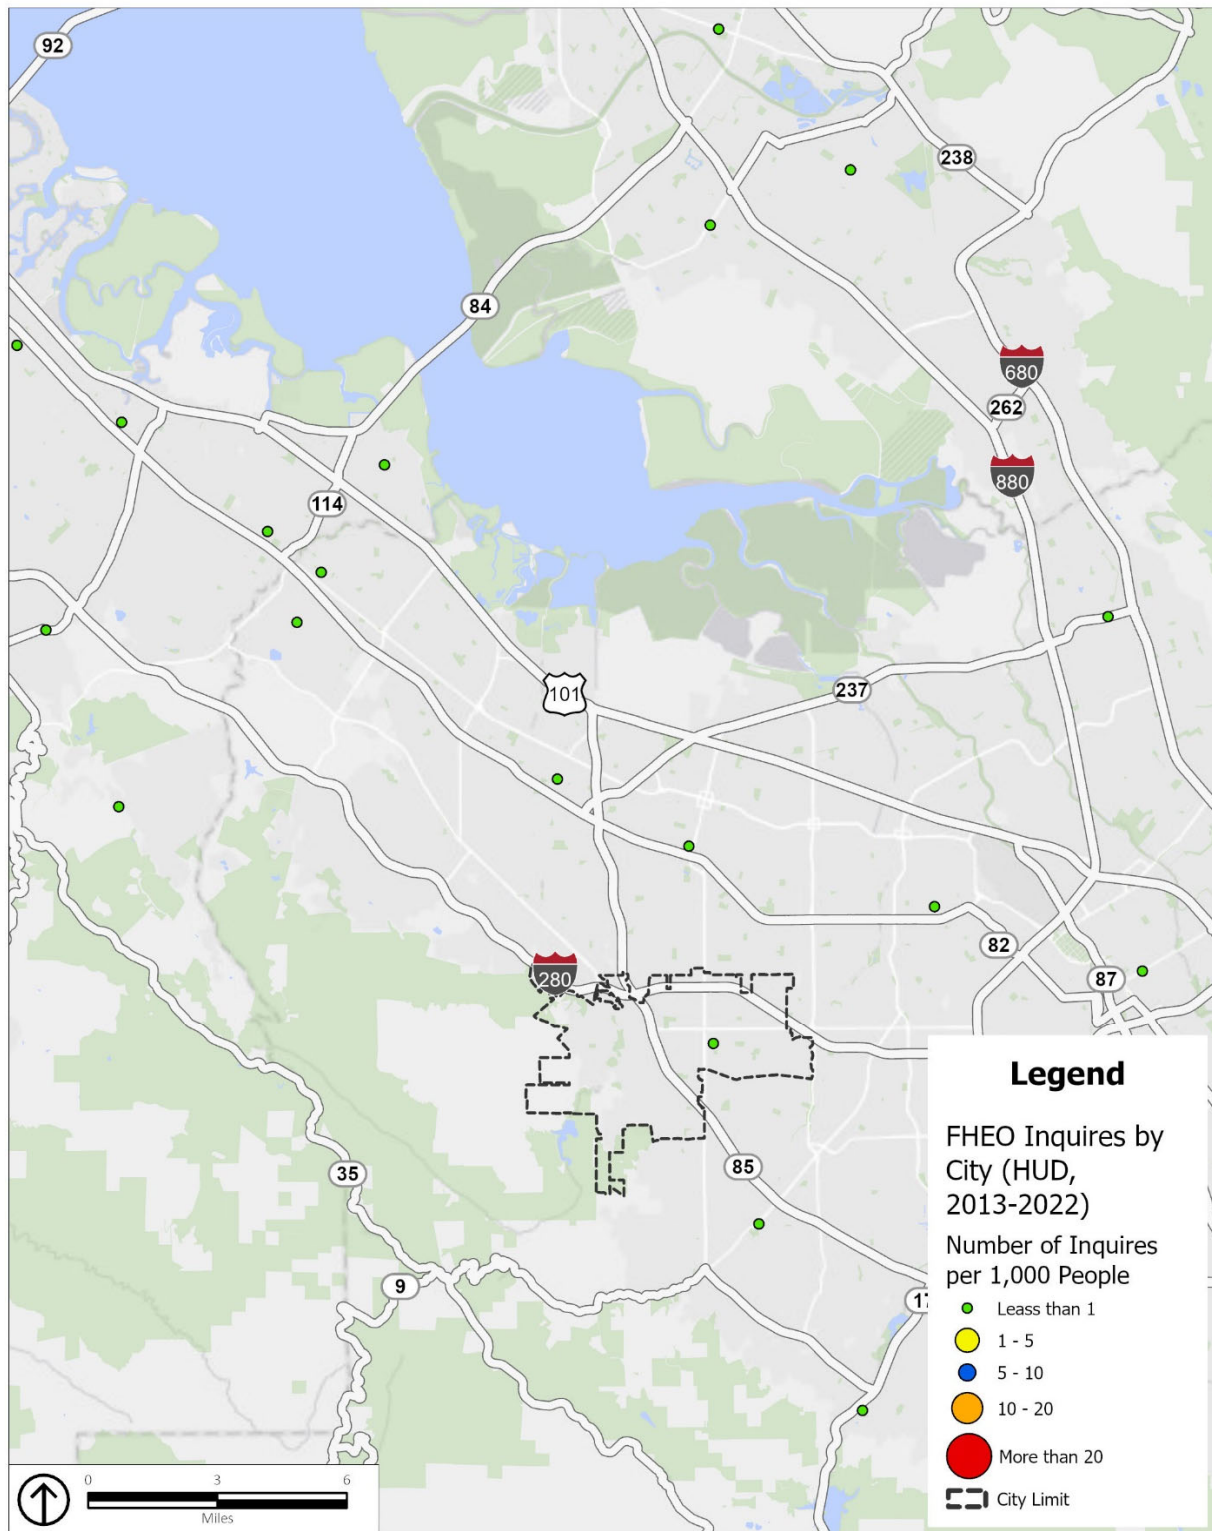 92
238
84
680
262
880
114
101
237
82
280
87
35
85
9
17
Legend
FHEO Inquires by
City (HUD,
2013-2022)
Number of Inquires
per 1,000 People
Leass than 1
1 - 5
5 - 10
10 - 20
More than 20
City Limit
0 3 6
Miles